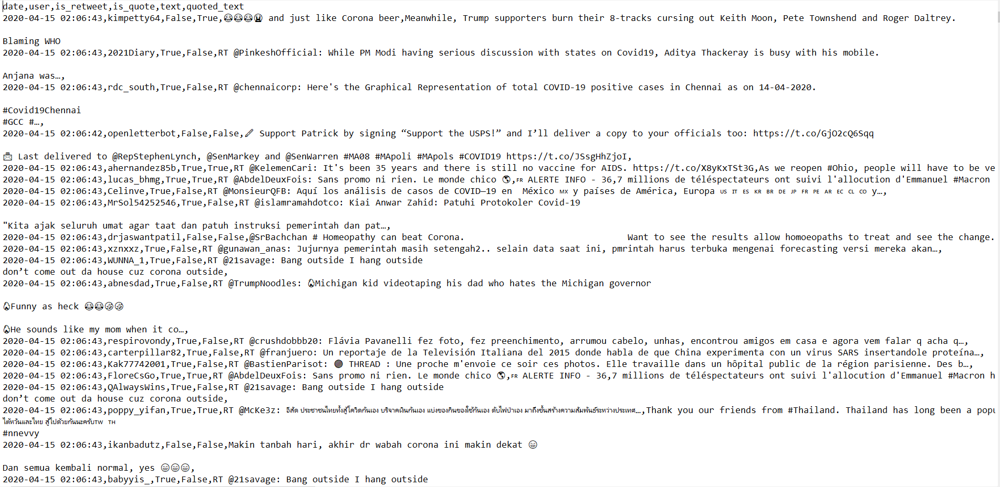 date,user,is_retweet,is_quote,text,quoted_text
2020-04-15 02:06:43,kimpetty64,False,True,😂😂😂😭 and just like Corona beer,Meanwhile, Trump supporters burn their 8-tracks cursing out Keith Moon, Pete Townshend and Roger Daltrey.
Blaming WHO
2020-04-15 02:06:43,2021Diary,True,False,RT @PinkeshOfficial: While PM Modi having serious discussion with states on Covid19, Aditya Thackeray is busy with his mobile.
Anjana was…,
2020-04-15 02:06:43,rdc_south,True,False,RT @chennaicorp: Here's the Graphical Representation of total COVID-19 positive cases in Chennai as on 14-04-2020.
#Covid19Chennai
#GCC #…,
2020-04-15 02:06:42,openletterbot,False,False,🖋 Support Patrick by signing “Support the USPS!” and I’ll deliver a copy to your officials too: https://t.co/GjO2cQ6Sqq
📩 Last delivered to @RepStephenLynch, @SenMarkey and @SenWarren #MA08 #MApoli #MApols #COVID19 https://t.co/JSsgHhZjoI,
2020-04-15 02:06:43,ahernandez85b,True,True,RT @KelemenCari: It's been 35 years and there is still no vaccine for AIDS. https://t.co/X8yKxTSt3G,As we reopen #Ohio, people will have to be ve
2020-04-15 02:06:43,lucas_bhmg,True,True,RT @AbdelDeuxFois: Sans promo ni rien. Le monde chico 🌎,🇫🇷 ALERTE INFO - 36,7 millions de téléspectateurs ont suivi l'allocution d'Emmanuel #Macron
2020-04-15 02:06:43,Celinve,True,False,RT @MonsieurQFB: Aquí los análisis de casos de COVID—19 en  México 🇲🇽 y países de América, Europa 🇺🇸 🇮🇹 🇪🇸 🇰🇷 🇧🇷 🇩🇪 🇯🇵 🇫🇷 🇵🇪 🇦🇷 🇪🇨 🇨🇱 🇨🇴 y…,
2020-04-15 02:06:43,MrSol54252546,True,False,RT @islamramahdotco: Kiai Anwar Zahid: Patuhi Protokoler Covid-19
"Kita ajak seluruh umat agar taat dan patuh instruksi pemerintah dan pat…,
2020-04-15 02:06:43,drjaswantpatil,False,False,@SrBachchan # Homeopathy can beat Corona. Want to see the results allow homoeopaths to treat and see the change.
2020-04-15 02:06:43,xznxxz,True,False,RT @gunawan_anas: Jujurnya pemerintah masih setengah2.. selain data saat ini, pmrintah harus terbuka mengenai forecasting versi mereka akan…,
2020-04-15 02:06:43,WUNNA_1,True,False,RT @21savage: Bang outside I hang outside
don’t come out da house cuz corona outside,
2020-04-15 02:06:43,abnesdad,True,False,RT @TrumpNoodles: 🔥Michigan kid videotaping his dad who hates the Michigan governor
🔥Funny as heck 😂😂🤣🤣
🔥He sounds like my mom when it co…,
2020-04-15 02:06:43,respirovondy,True,False,RT @crushdobbb20: Flávia Pavanelli fez foto, fez preenchimento, arrumou cabelo, unhas, encontrou amigos em casa e agora vem falar q acha q…,
2020-04-15 02:06:43,carterpillar82,True,False,RT @franjuero: Un reportaje de la Televisión Italiana del 2015 donde habla de que China experimenta con un virus SARS insertandole proteína…,
2020-04-15 02:06:43,Kak77742001,True,False,RT @BastienParisot: 🟣 THREAD : Une proche m'envoie ce soir ces photos. Elle travaille dans un hôpital public de la région parisienne. Des b…,
2020-04-15 02:06:43,FloreCsGo,True,True,RT @AbdelDeuxFois: Sans promo ni rien. Le monde chico 🌎,🇫🇷 ALERTE INFO - 36,7 millions de téléspectateurs ont suivi l'allocution d'Emmanuel #Macron h
2020-04-15 02:06:43,QAlwaysWins,True,False,RT @21savage: Bang outside I hang outside
don’t come out da house cuz corona outside,
2020-04-15 02:06:43,poppy_yifan,True,True,RT @McKe3z: อีสัด ประชาชนไทยทั้งสู้โควิดกันเอง บริจาคเงินกันเอง แบ่งของกินของใช้กันเอง ดับไฟป่าเอง มาถึงขั้นสร้างความสัมพันธ์ระหว่างประเทศ…,Thank you our friends from #Thailand. Thailand has long been a popu
ไต้หวันและไทย สู้ไปด้วยกันนะครับ🇹🇼 🇹🇭
#nnevvy
2020-04-15 02:06:43,ikanbadutz,False,False,Makin tanbah hari, akhir dr wabah corona ini makin dekat 😁
Dan semua kembali normal, yes 😁😁😁,
2020-04-15 02:06:43,babyyis_,True,False,RT @21savage: Bang outside I hang outside